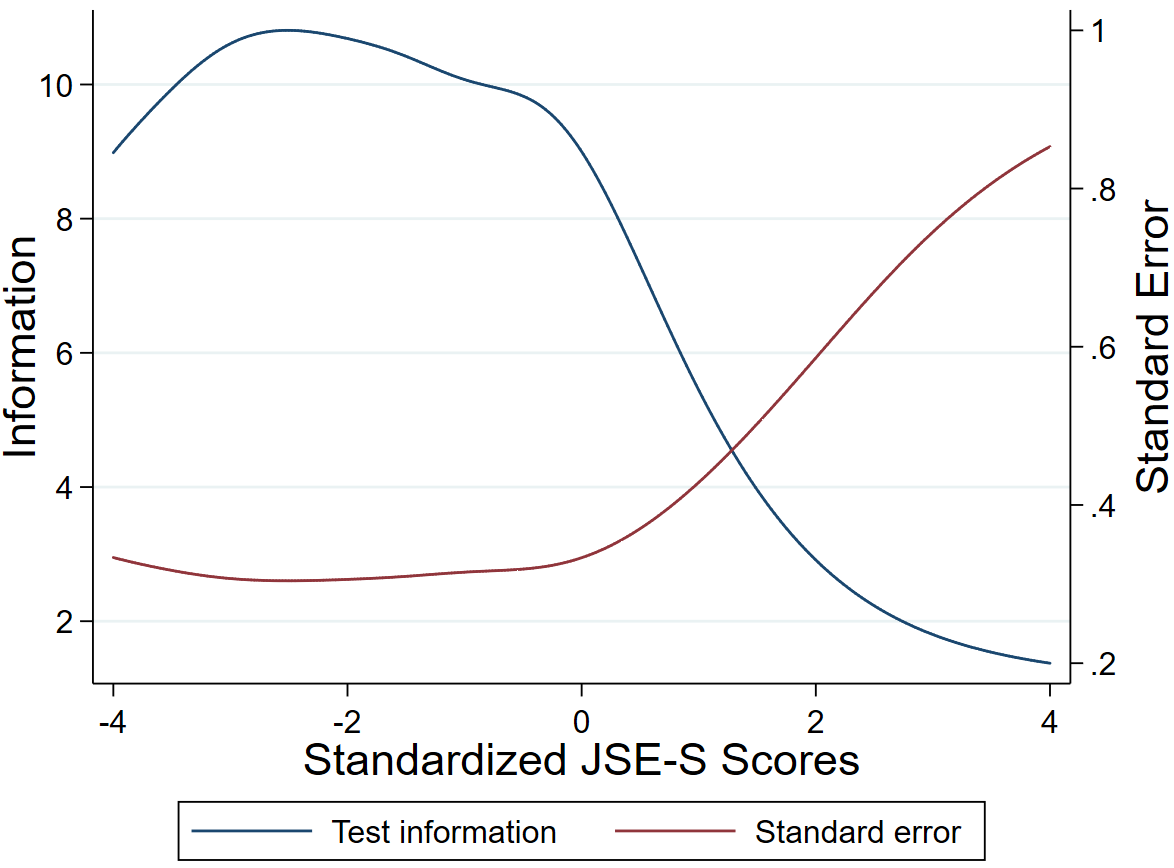 Information
10
8
6
4
2
1
.8
.6
.4
.2
Standard Error
-4 -2 0 2 4
Standardized JSE-S Scores
Test information Standard error